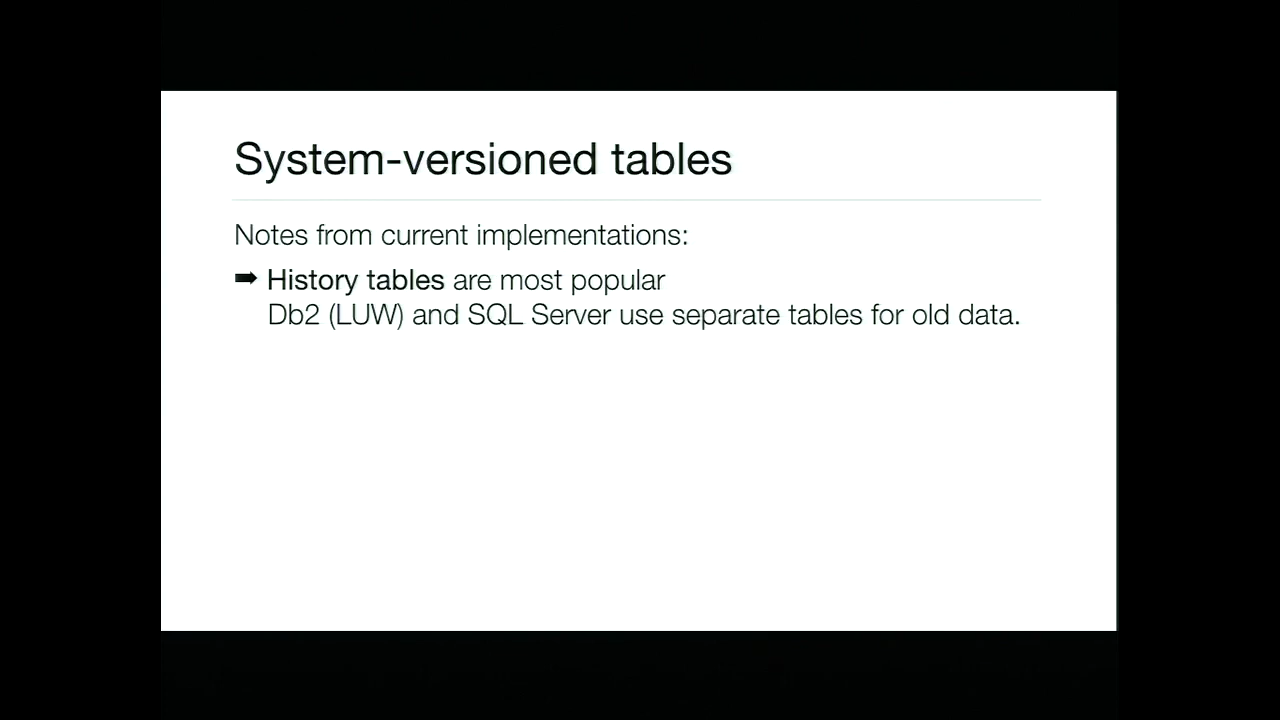 System-versioned tables
Notes from current implementations:
➡ History tables are most popular
Db2 (LUW) and SQL Server use separate tables for old data.